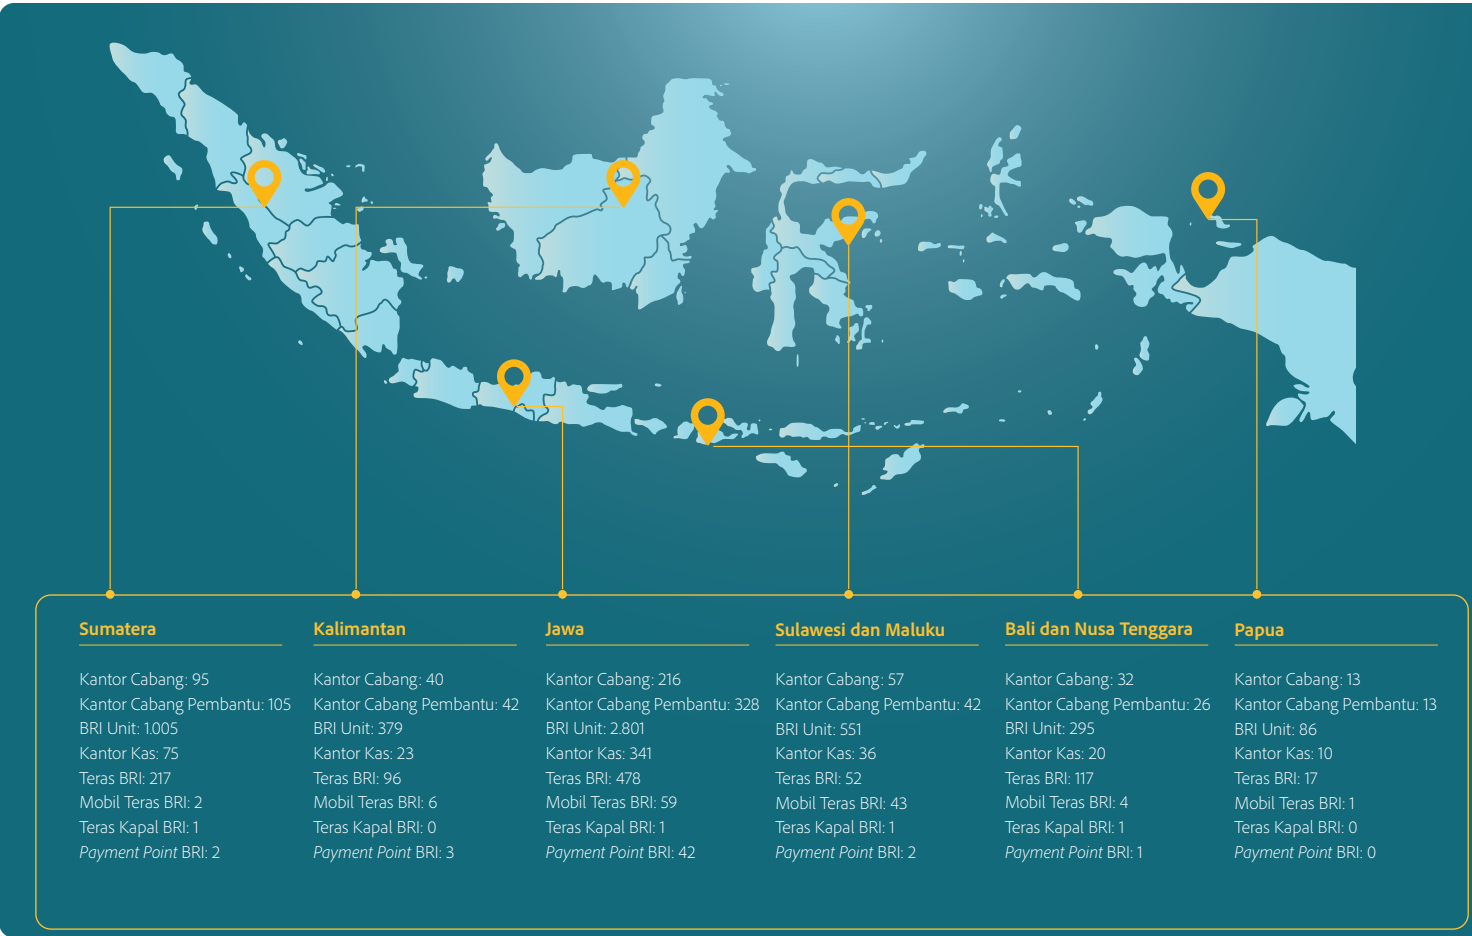 Sumatera
Kantor Cabang: 95
Kantor Cabang Pembantu: 105
BRI Unit: 1.005
Kantor Kas: 75
Teras BRI: 217
Mobil Teras BRI: 2
Teras Kapal BRI: 1
Payment Point BRI: 2
Kalimantan
Kantor Cabang: 40
Kantor Cabang Pembantu: 42
BRI Unit: 379
Kantor Kas: 23
Teras BRI: 96
Mobil Teras BRI: 6
Teras Kapal BRI: 0
Payment Point BRI: 3
Jawa
Kantor Cabang: 216
Kantor Cabang Pembantu: 328
BRI Unit: 2.801
Kantor Kas: 341
Teras BRI: 478
Mobil Teras BRI: 59
Teras Kapal BRI: 1
Payment Point BRI: 42
Sulawesi dan Maluku
Kantor Cabang: 57
Kantor Cabang Pembantu: 42
BRI Unit: 551
Kantor Kas: 36
Teras BRI: 52
Mobil Teras BRI: 43
Teras Kapal BRI: 1
Payment Point BRI: 2
Bali dan Nusa Tenggara
Kantor Cabang: 32
Kantor Cabang Pembantu: 26
BRI Unit: 295
Kantor Kas: 20
Teras BRI: 117
Mobil Teras BRI: 4
Teras Kapal BRI: 1
Payment Point BRI: 1
Papua
Kantor Cabang: 13
Kantor Cabang Pembantu: 13
BRI Unit: 86
Kantor Kas: 10
Teras BRI: 17
Mobil Teras BRI: 1
Teras Kapal BRI: 0
Payment Point BRI: 0